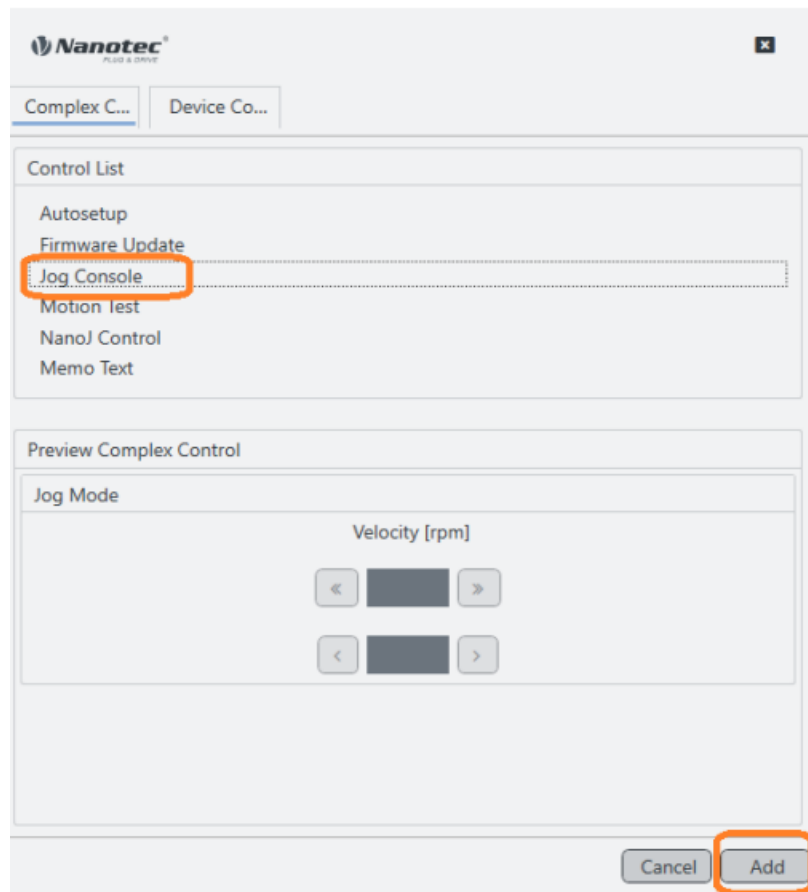 Nanotec®
PLUG & DRIVE
Complex C... Device Co...
Control List
Autosetup
Firmware Update
Jog Console
Motion Test
NanoJ Control
Memo Text
Preview Complex Control
Jog Mode
Velocity [rpm]
« »
< >
Cancel Add